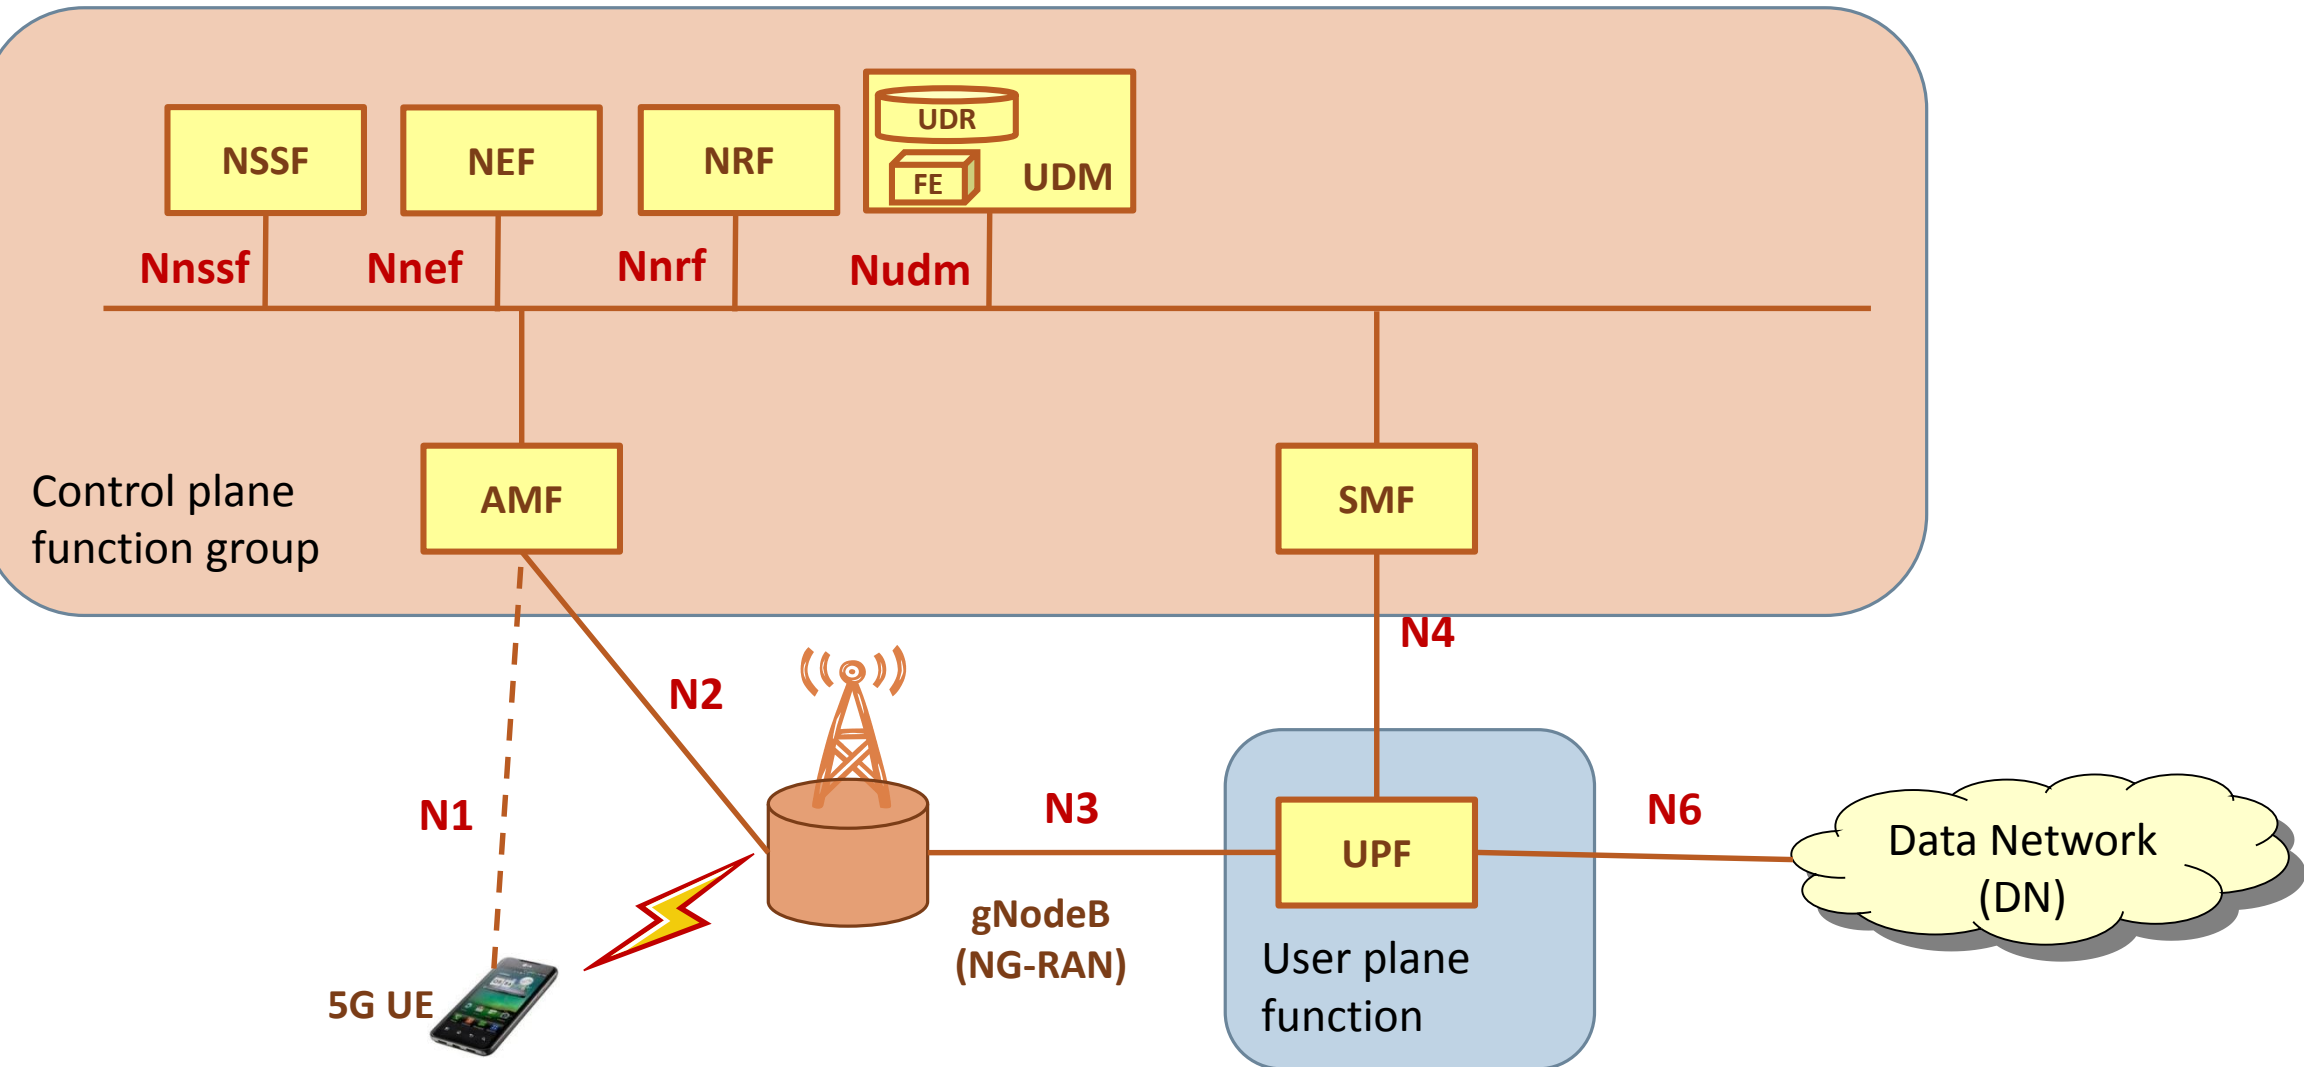 UDR
NSSF
NEF
NRF
FE
UDM
Nnssf
Nnef
Nnrf
Nudm
Control plane
function group
AMF
SMF
N4
N2
N1
N3
N6
UPF
Data Network
(DN)
gNodeB
(NG-RAN)
User plane
function
5G UE